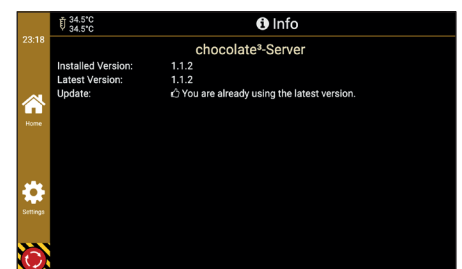 34.5°C
34.5°C
Info
23:18
chocolate³-Server
Installed Version: 1.1.2
Latest Version: 1.1.2
Update: You are already using the latest version.
Home
Settings